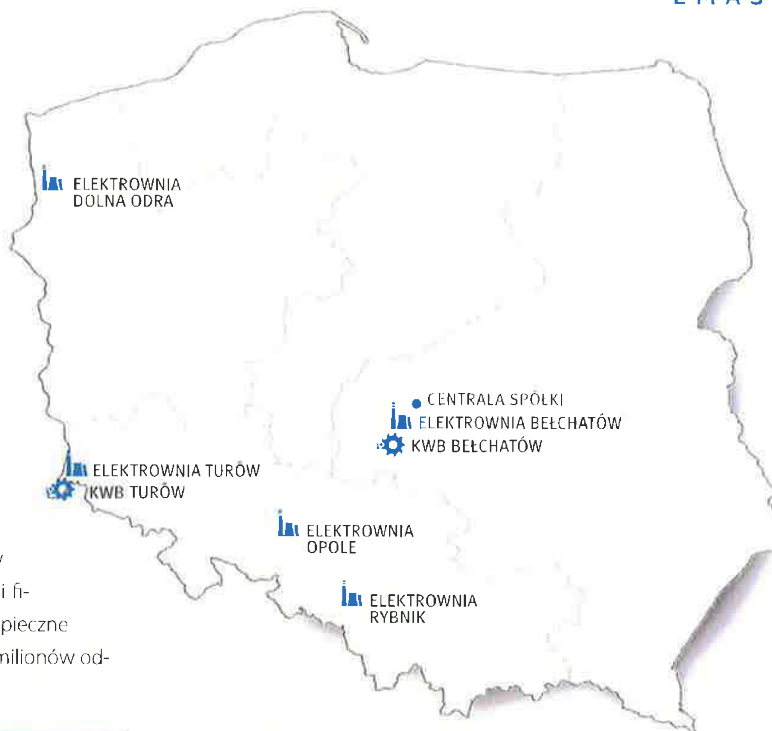 ELEKTROWNIA
DOLNA ODRA
CENTRALA SPÓŁKI
ELEKTROWNIA BEŁCHATÓW
KWB BEŁCHATÓW
ELEKTROWNIA TURÓW
KWB TURÓW
ELEKTROWNIA
OPOLE
ELEKTROWNIA
RYBNIK
i fi-
pieczne
milionów od-